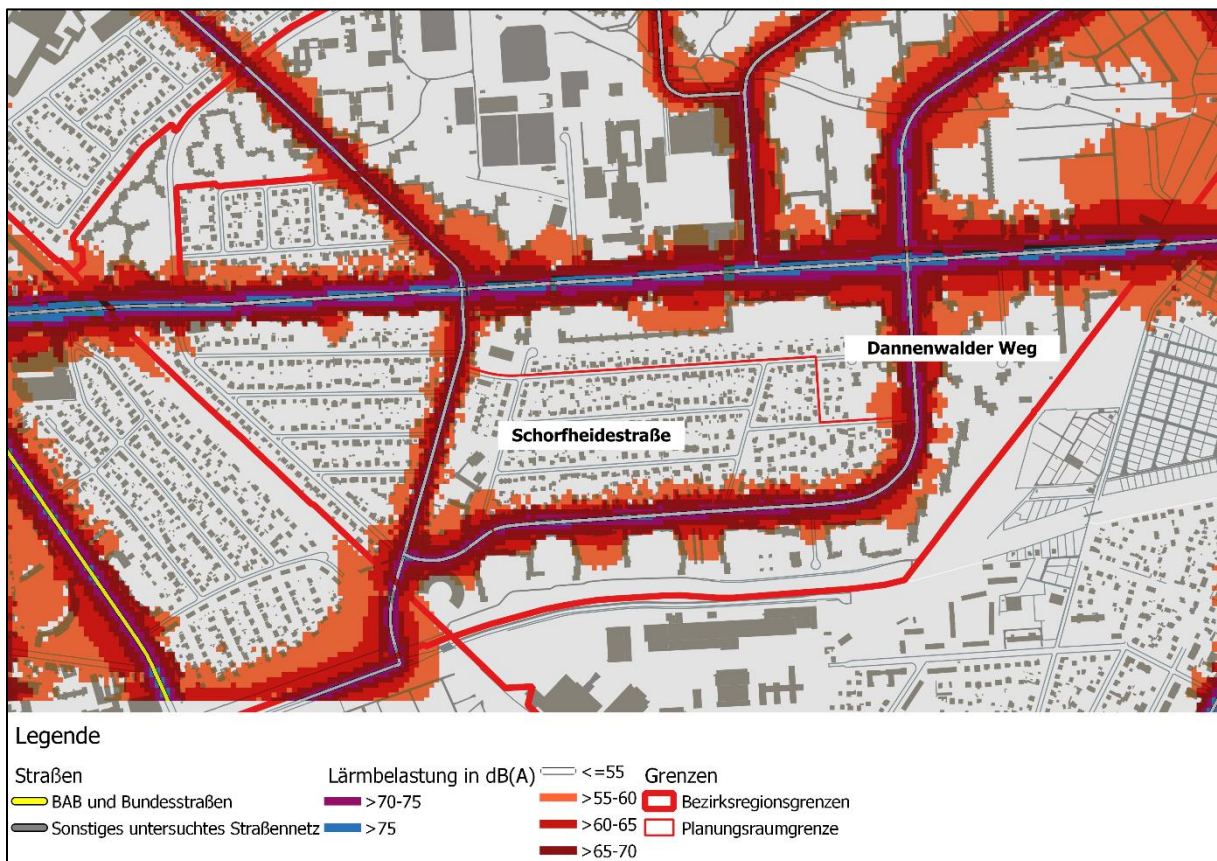 Dannenwalder Weg
Schorfheidestraße
Legende
Straßen
BAB und Bundesstraßen
Sonstiges untersuchtes Straßennetz
Lärmbelastung in dB(A)
>70-75
>75
<=55
>55-60
>60-65
>65-70
Grenzen
Bezirksregionsgrenzen
Planungsraumgrenze